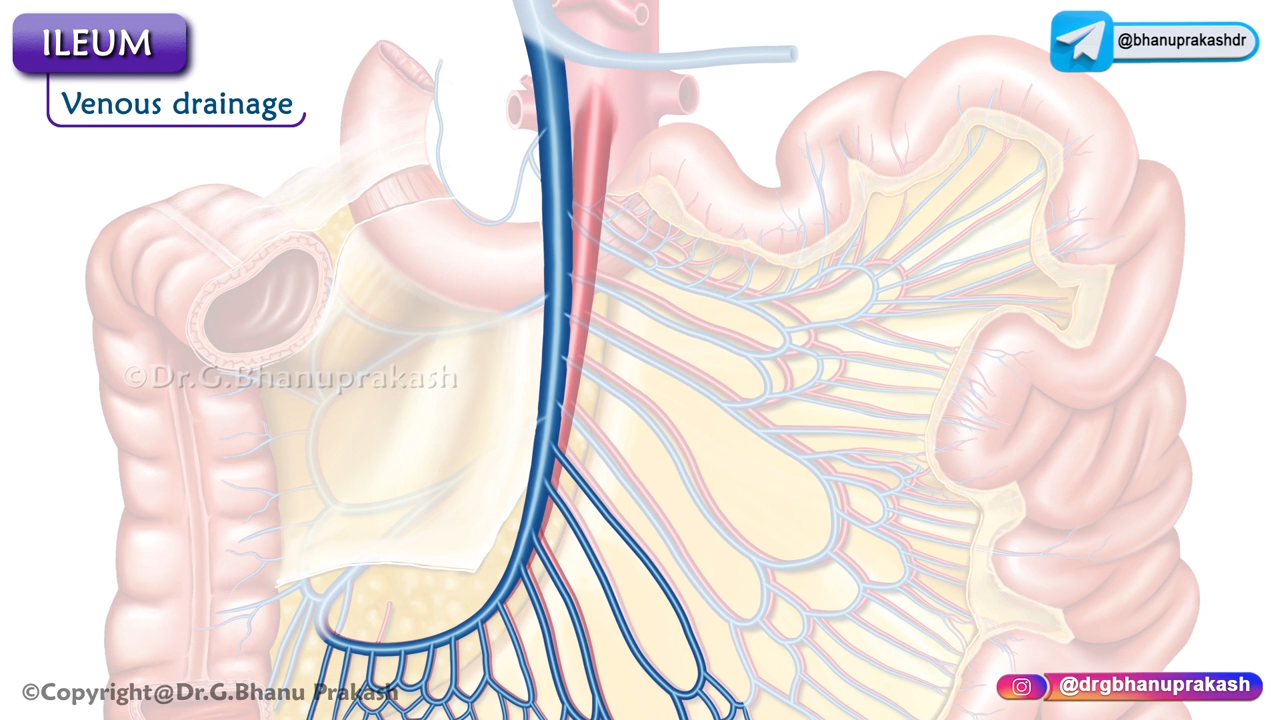 ILEUM
Venous drainage
@bhanuprakashdr
©Dr.G.Bhanuprakash
©Copyright@Dr.G.Bhanu Prakash
@drgbhanuprakash